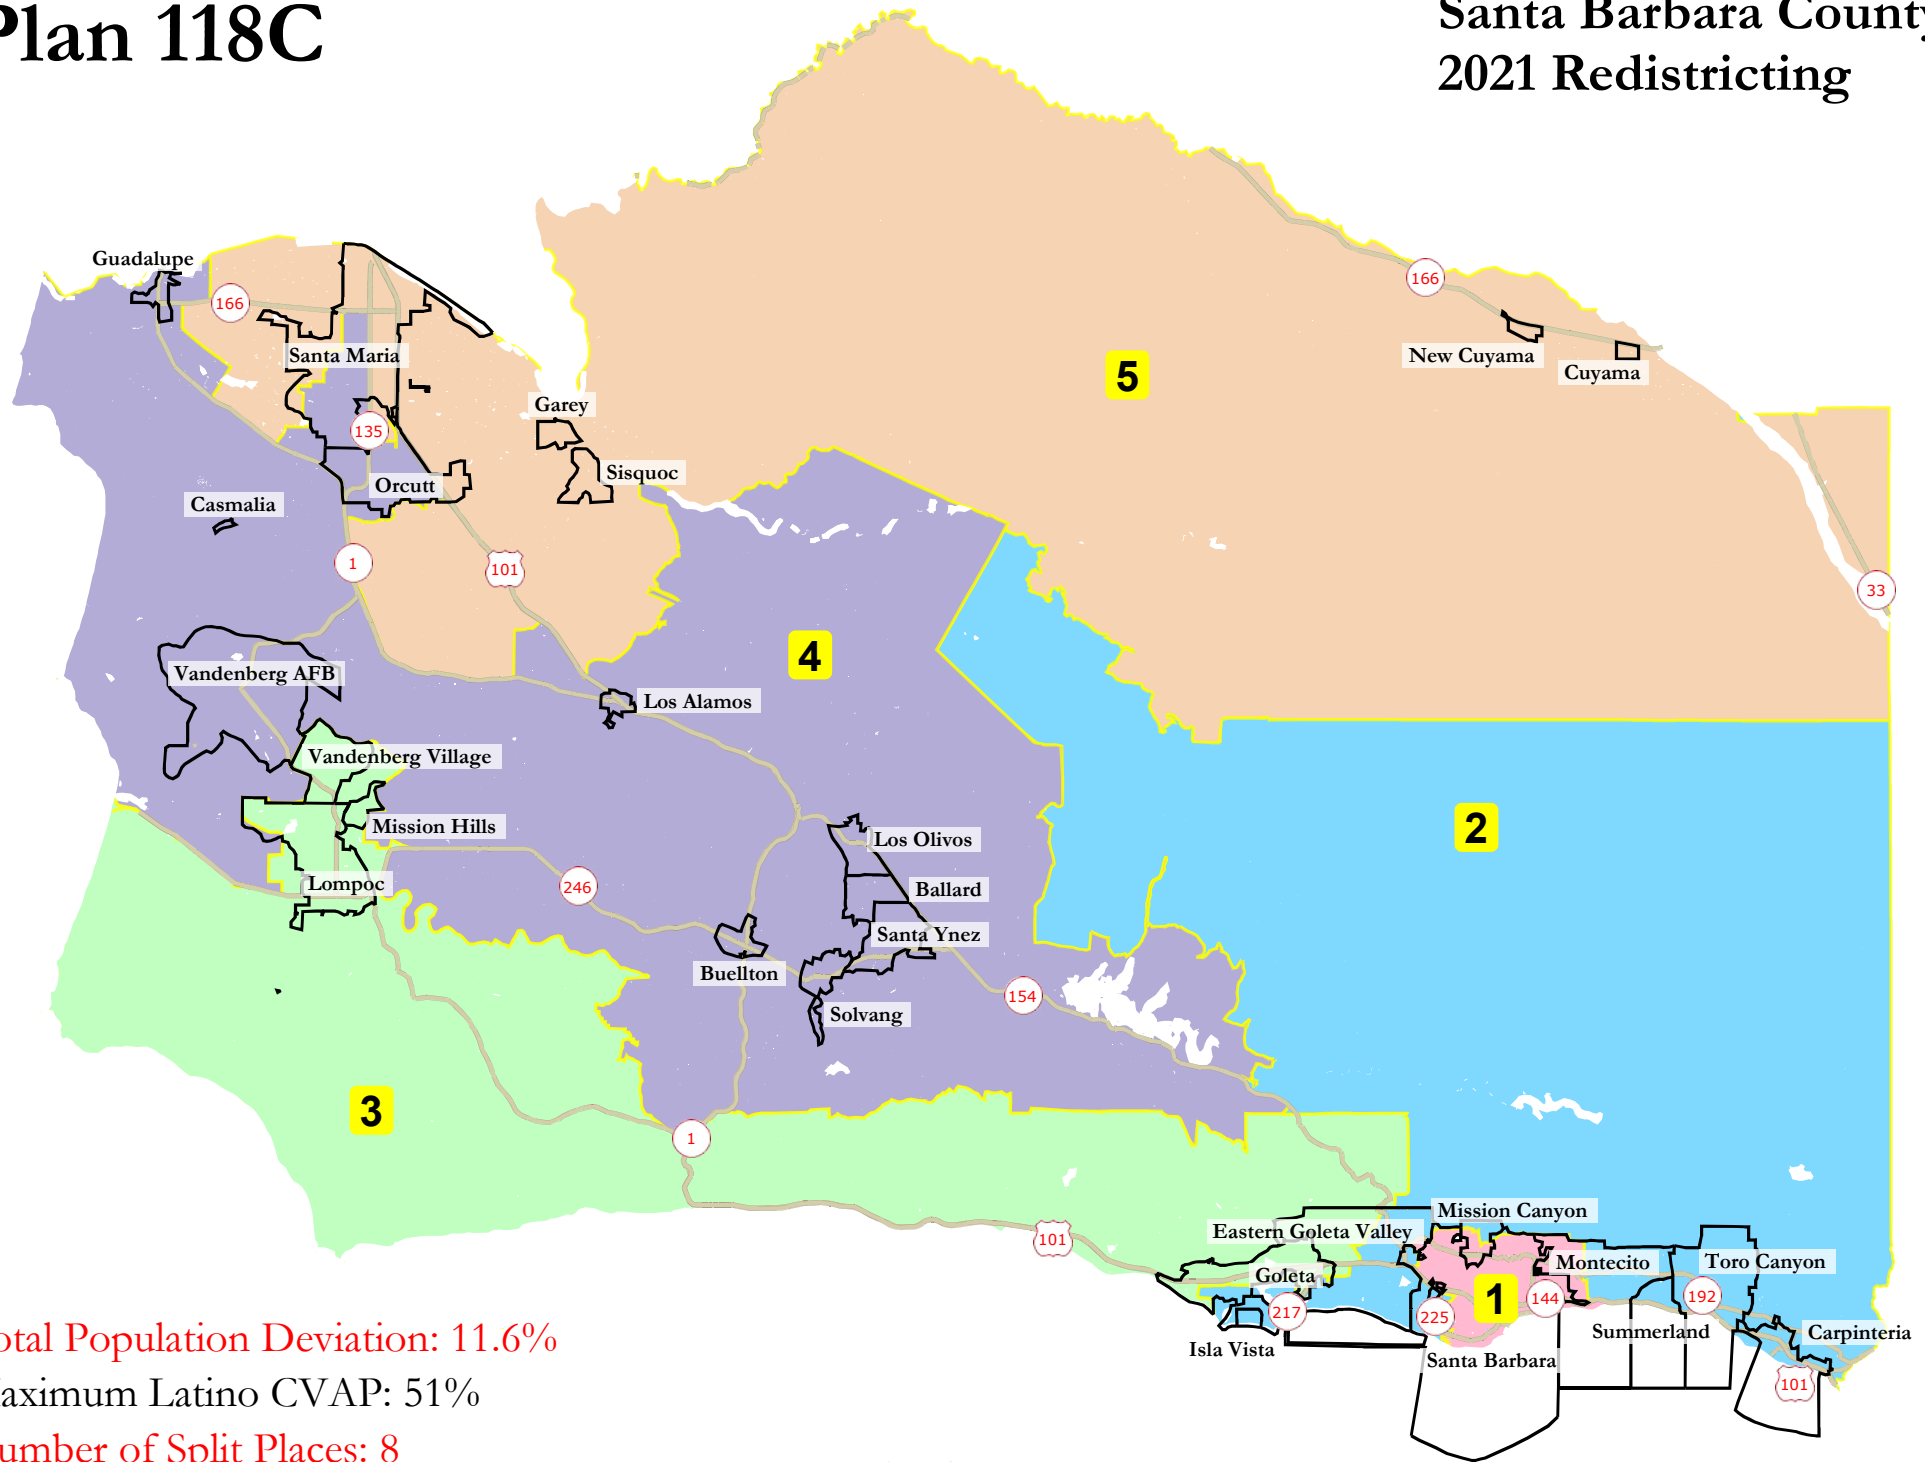 Plan 118C
Santa Barbara County
2021 Redistricting
Guadalupe
166
166
Santa Maria
New Cuyama
Cuyama
5
Garey
135
Sisquoc
Orcutt
Casmalia
1
101
33
4
Vandenberg AFB
Los Alamos
Vandenberg Village
Mission Hills
2
Los Olivos
Lompoc
246
Ballard
Santa Ynez
Buellton
154
Solvang
3
1
Mission Canyon
Eastern Goleta Valley
101
Montecito
Toro Canyon
Goleta
1
144
192
217
225
Summerland
Carpinteria
Isla Vista
Santa Barbara
101
otal Population Deviation: 11.6%
aximum Latino CVAP: 51%
umber of Split Places: 8